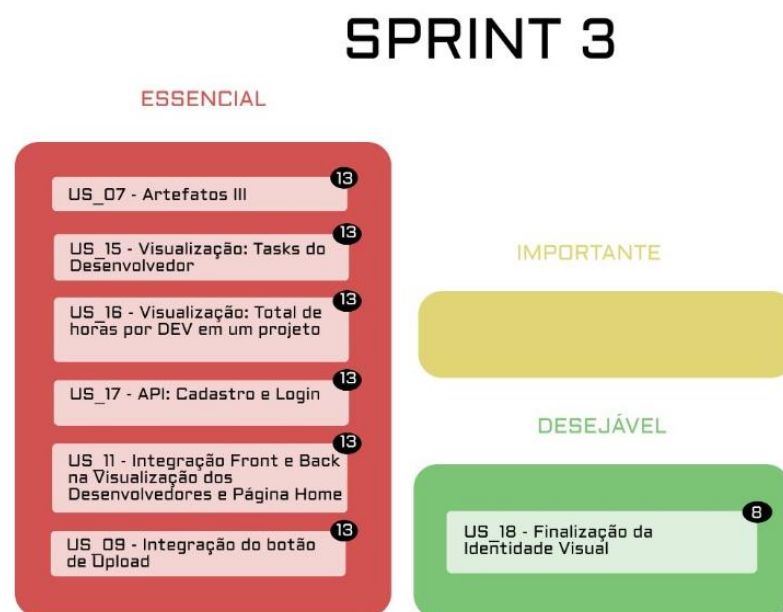 SPRINT 3
ESSENCIAL
13
US_07 - Artefatos III
13
US_15 - Visualização: Tasks do
Desenvolvedor
13
US_16 - Visualização: Total de
horas por DEV em um projeto
13
US_17 - API: Cadastro e Login
13
US_11 - Integração Front e Back
na Visualização dos
Desenvolvedores e Página Home
13
US_09 - Integração do botão
de Upload
IMPORTANTE
DESEJÁVEL
8
US_18 - Finalização da
Identidade Visual